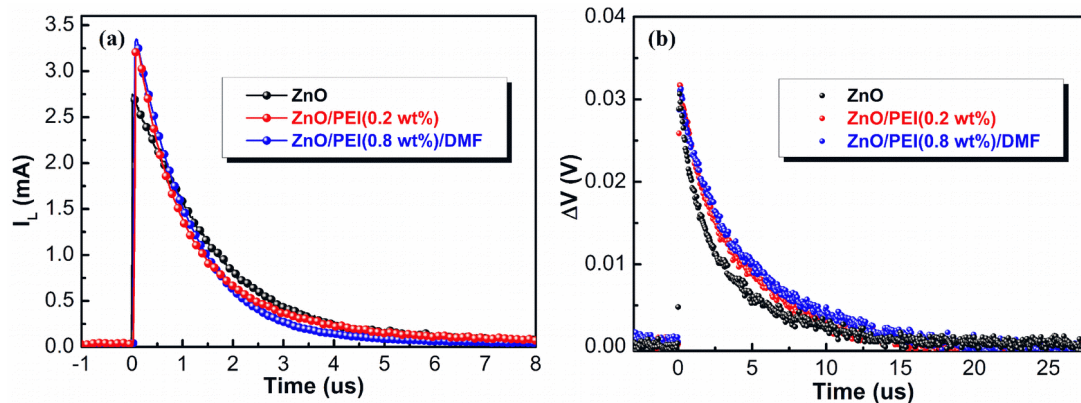 (a)
3.5
3.0
2.5
2.0
1.5
1.0
0.5
0.0
I_L (mA)
ZnO
ZnO/PEI(0.2 wt%)
ZnO/PEI(0.8 wt%)/DMF
-1 0 1 2 3 4 5 6 7 8
Time (us)
(b)
0.04
0.03
0.02
0.01
0.00
ΔV (V)
ZnO
ZnO/PEI(0.2 wt%)
ZnO/PEI(0.8 wt%)/DMF
0 5 10 15 20 25
Time (us)